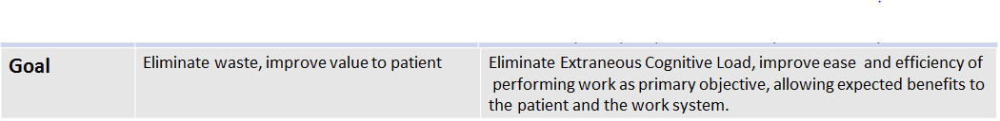 Goal
Eliminate waste, improve value to patient
Eliminate Extraneous Cognitive Load, improve ease and efficiency of
performing work as primary objective, allowing expected benefits to
the patient and the work system.